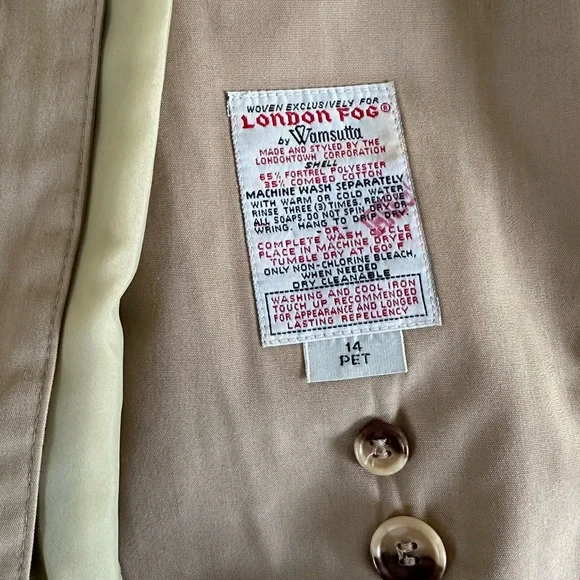 WOVEN EXCLUSIVELY FOR
LONDON FOG®
by Wamsutta
MADE AND STYLED BY THE
LONDONTOWN CORPORATION
SHELL
65% FORTREL POLYESTER
35% COMBED COTTON
MACHINE WASH SEPARATELY
WITH WARM OR COLD WATER
RINSE THREE (3) TIMES. REMOVE
ALL SOAPS. DO NOT SPIN DRY OR
WRING. HANG TO DRIP DRY.
-OR-
COMPLETE WASH CYCLE
PLACE IN MACHINE DRYER
TUMBLE DRY AT 160° F
ONLY NON-CHLORINE BLEACH,
WHEN NEEDED
DRY CLEANABLE
WASHING AND COOL IRON
TOUCH UP RECOMMENDED
FOR APPEARANCE AND LONGER
LASTING REPELLENCY
14
PET